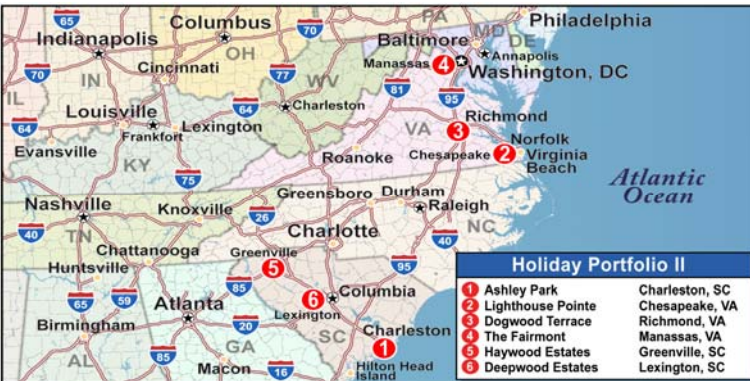 65
Columbus
70
PA
Philadelphia
Indianapolis
OH
Baltimore
MD
DE
Annapolis
70
IN
Cincinnati
77
WV
Manassas
4
Washington, DC
IL
81
95
Louisville
64
Charleston
Richmond
64
Frankfort
Lexington
VA
3
Norfolk
Evansville
KY
Roanoke
Chesapeake
2
Virginia
Beach
75
Atlantic
Ocean
Nashville
Knoxville
Greensboro
Durham
26
Raleigh
40
TN
Charlotte
NC
Chattanooga
Greenville
40
Huntsville
5
95
85
65
59
Atlanta
6
Columbia
Lexington
20
Birmingham
SC
Charleston
AL
85
GA
1
Macon
16
Hilton Head
Island
Holiday Portfolio II
1 Ashley Park Charleston, SC
2 Lighthouse Pointe Chesapeake, VA
3 Dogwood Terrace Richmond, VA
4 The Fairmont Manassas, VA
5 Haywood Estates Greenville, SC
6 Deepwood Estates Lexington, SC